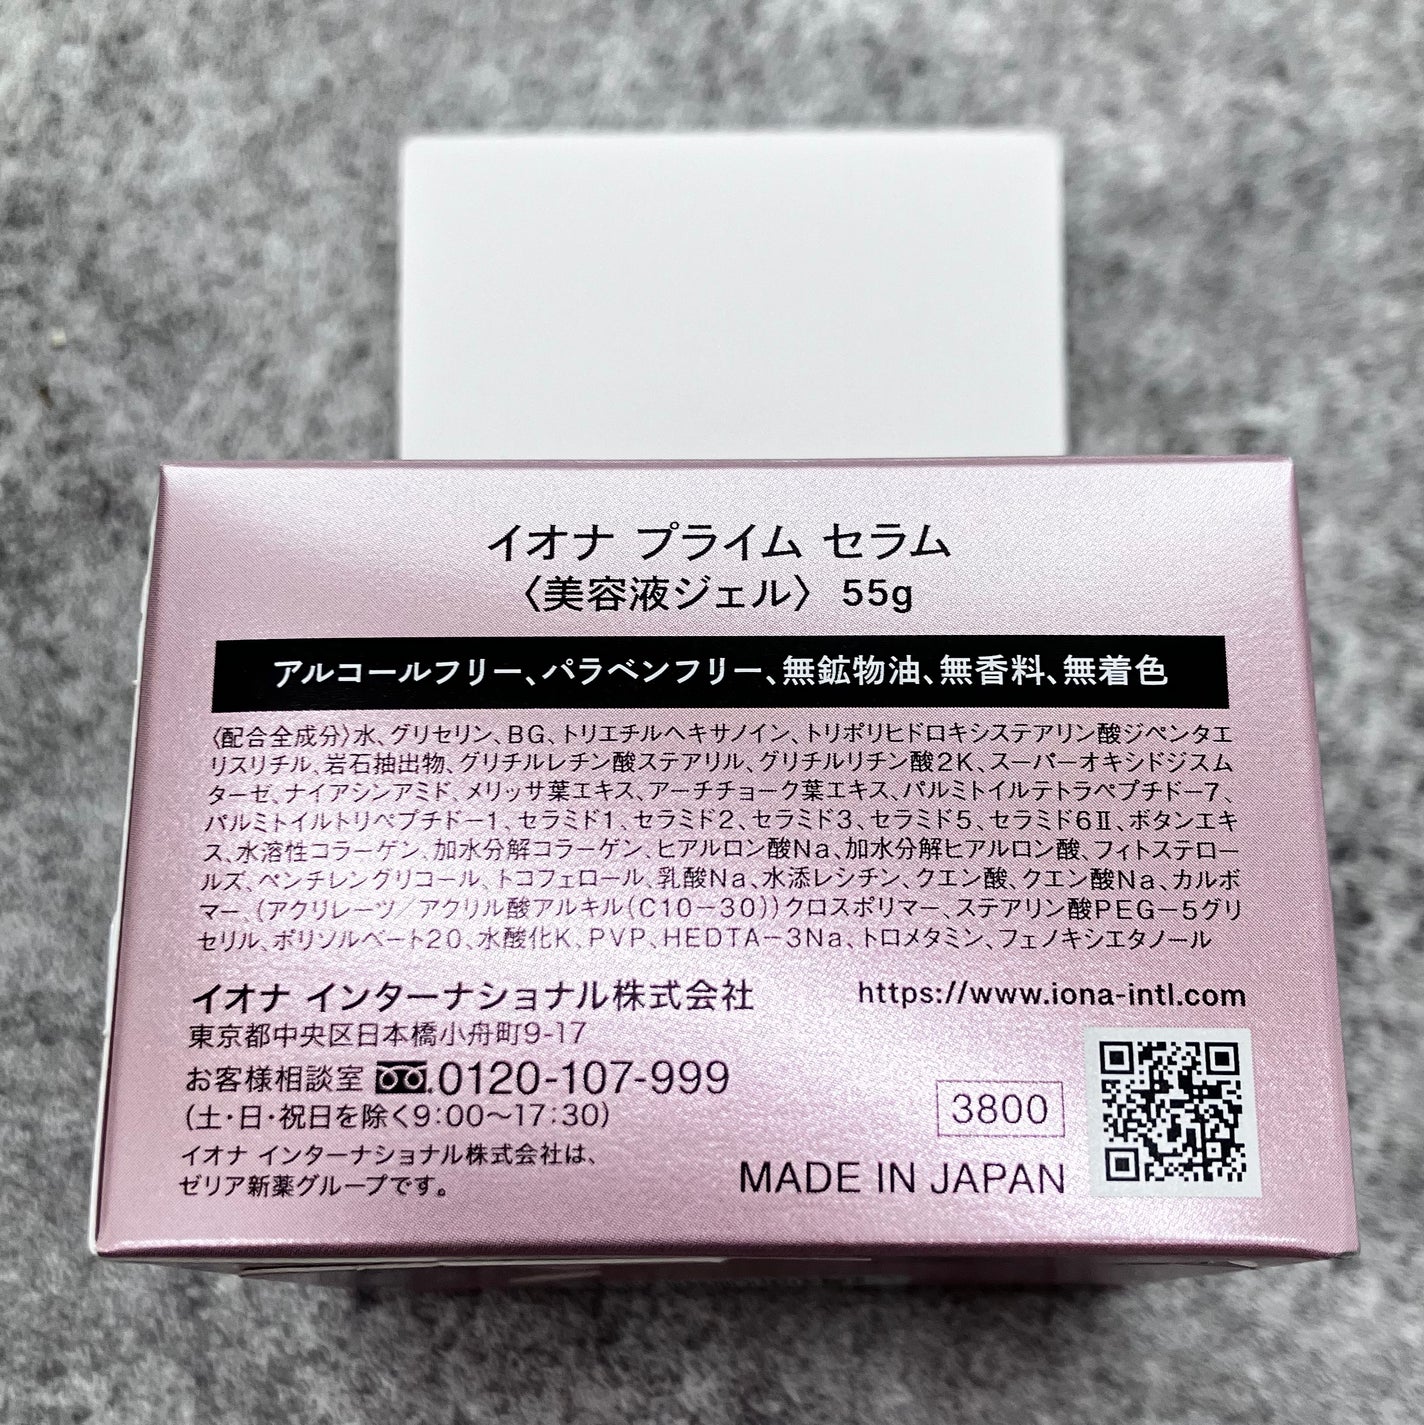 イオナ プライム セラム
〈美容液ジェル〉 55g
アルコールフリー、パラベンフリー、無鉱物油、無香料、無着色
〈配合全成分〉水、グリセリン、BG、トリエチルヘキサノイン、トリポリヒドロキシステアリン酸ジペンタエ
リスリチル、岩石抽出物、グリチルレチン酸ステアリル、グリチルリチン酸2K、スーパーオキシドジスム
ターゼ、ナイアシンアミド、メリッサ葉エキス、アーチチョーク葉エキス、パルミトイルテトラペプチドー7、
パルミトイルトリペプチドー1、セラミド1、セラミド2、セラミド3、セラミド5、セラミド6Ⅱ、ボタンエキ
ス、水溶性コラーゲン、加水分解コラーゲン、ヒアルロン酸Na、加水分解ヒアルロン酸、フィトステロー
ルズ、ペンチレングリコール、トコフェロール、乳酸Na、水添レシチン、クエン酸、クエン酸Na、カルボ
マー、(アクリレーツ／アクリル酸アルキル(C10−30))クロスポリマー、ステアリン酸PEG−5グリ
セリル、ポリソルベート20、水酸化K、PVP、HEDTA−3Na、トロメタミン、フェノキシエタノール
イオナ インターナショナル株式会社
https://www.iona-intl.com
東京都中央区日本橋小舟町9-17
お客様相談室 0120-107-999
(土・日・祝日を除く9:00〜17:30)
3800
イオナ インターナショナル株式会社は、
ゼリア新薬グループです。
MADE IN JAPAN